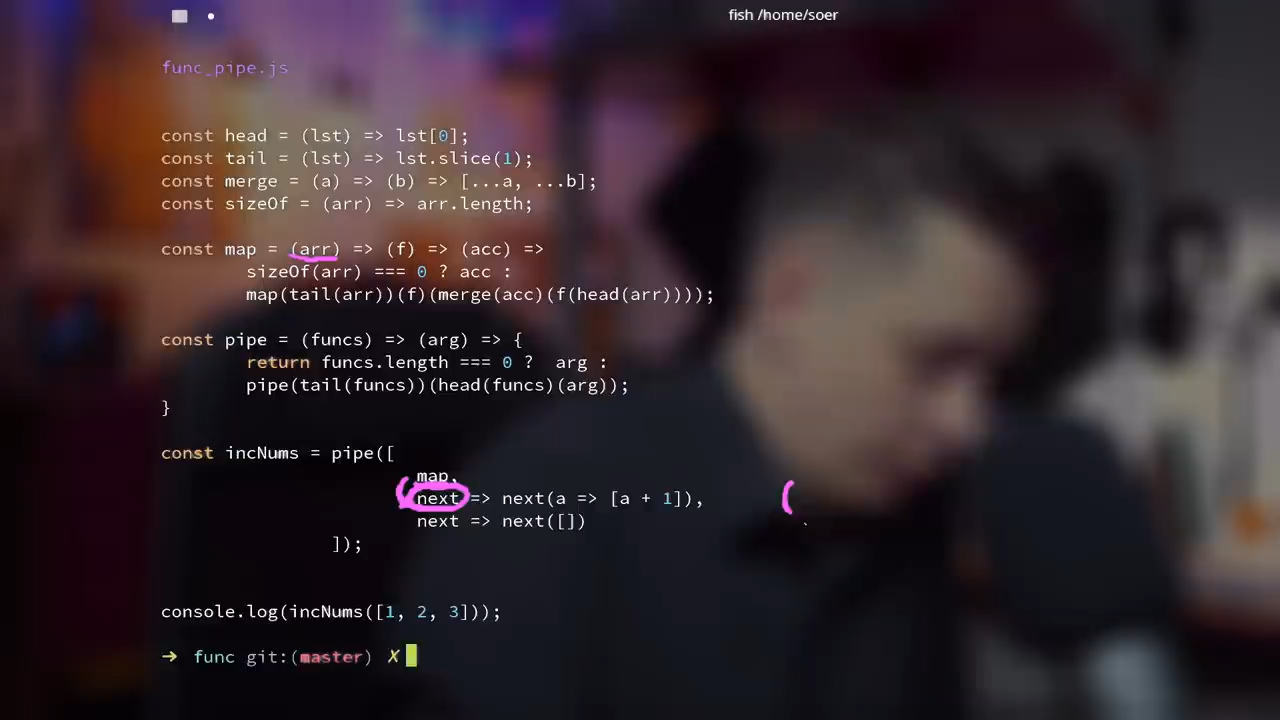 fish /home/soer
func_pipe.js
const head = (lst) => lst[0];
const tail = (lst) => lst.slice(1);
const merge = (a) => (b) => [...a, ...b];
const sizeOf = (arr) => arr.length;
const map = (arr) => (f) => (acc) =>
sizeOf(arr) === 0 ? acc :
map(tail(arr))(f)(merge(acc)(f(head(arr))));
const pipe = (funcs) => (arg) => {
return funcs.length === 0 ?  arg :
pipe(tail(funcs))(head(funcs)(arg));
}
const incNums = pipe([
map,
next => next(a => [a + 1]),
next => next([])
]);
console.log(incNums([1, 2, 3]));
➔ func git:(master) ✗